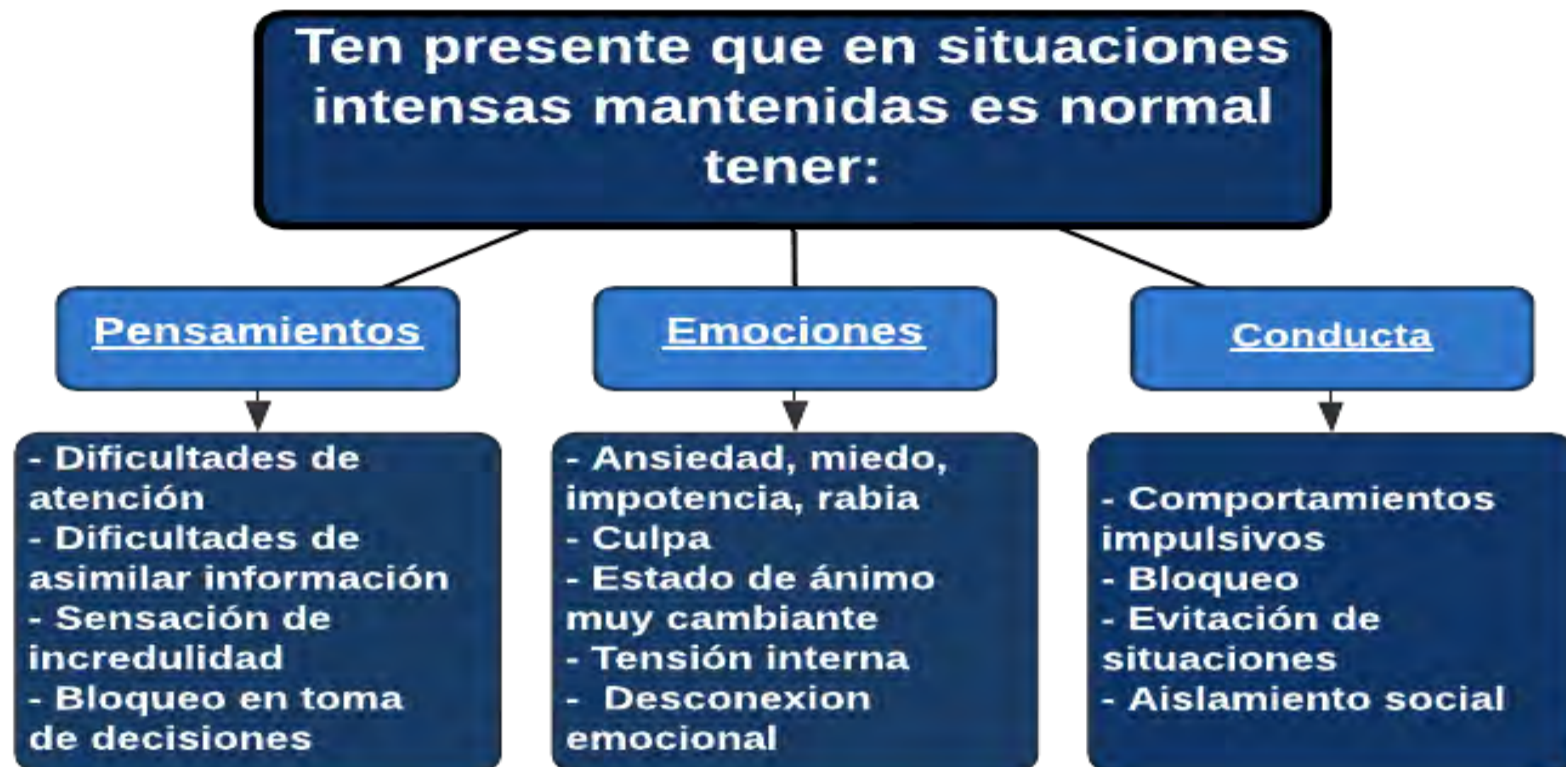 Ten presente que en situaciones
intensas mantenidas es normal
tener:
Pensamientos
- Dificultades de
atención
- Dificultades de
asimilar información
- Sensación de
incredulidad
- Bloqueo en toma
de decisiones
Emociones
- Ansiedad, miedo,
impotencia, rabia
- Culpa
- Estado de ánimo
muy cambiante
- Tensión interna
-  Desconexion
emocional
Conducta
- Comportamientos
impulsivos
- Bloqueo
- Evitación de
situaciones
- Aislamiento social